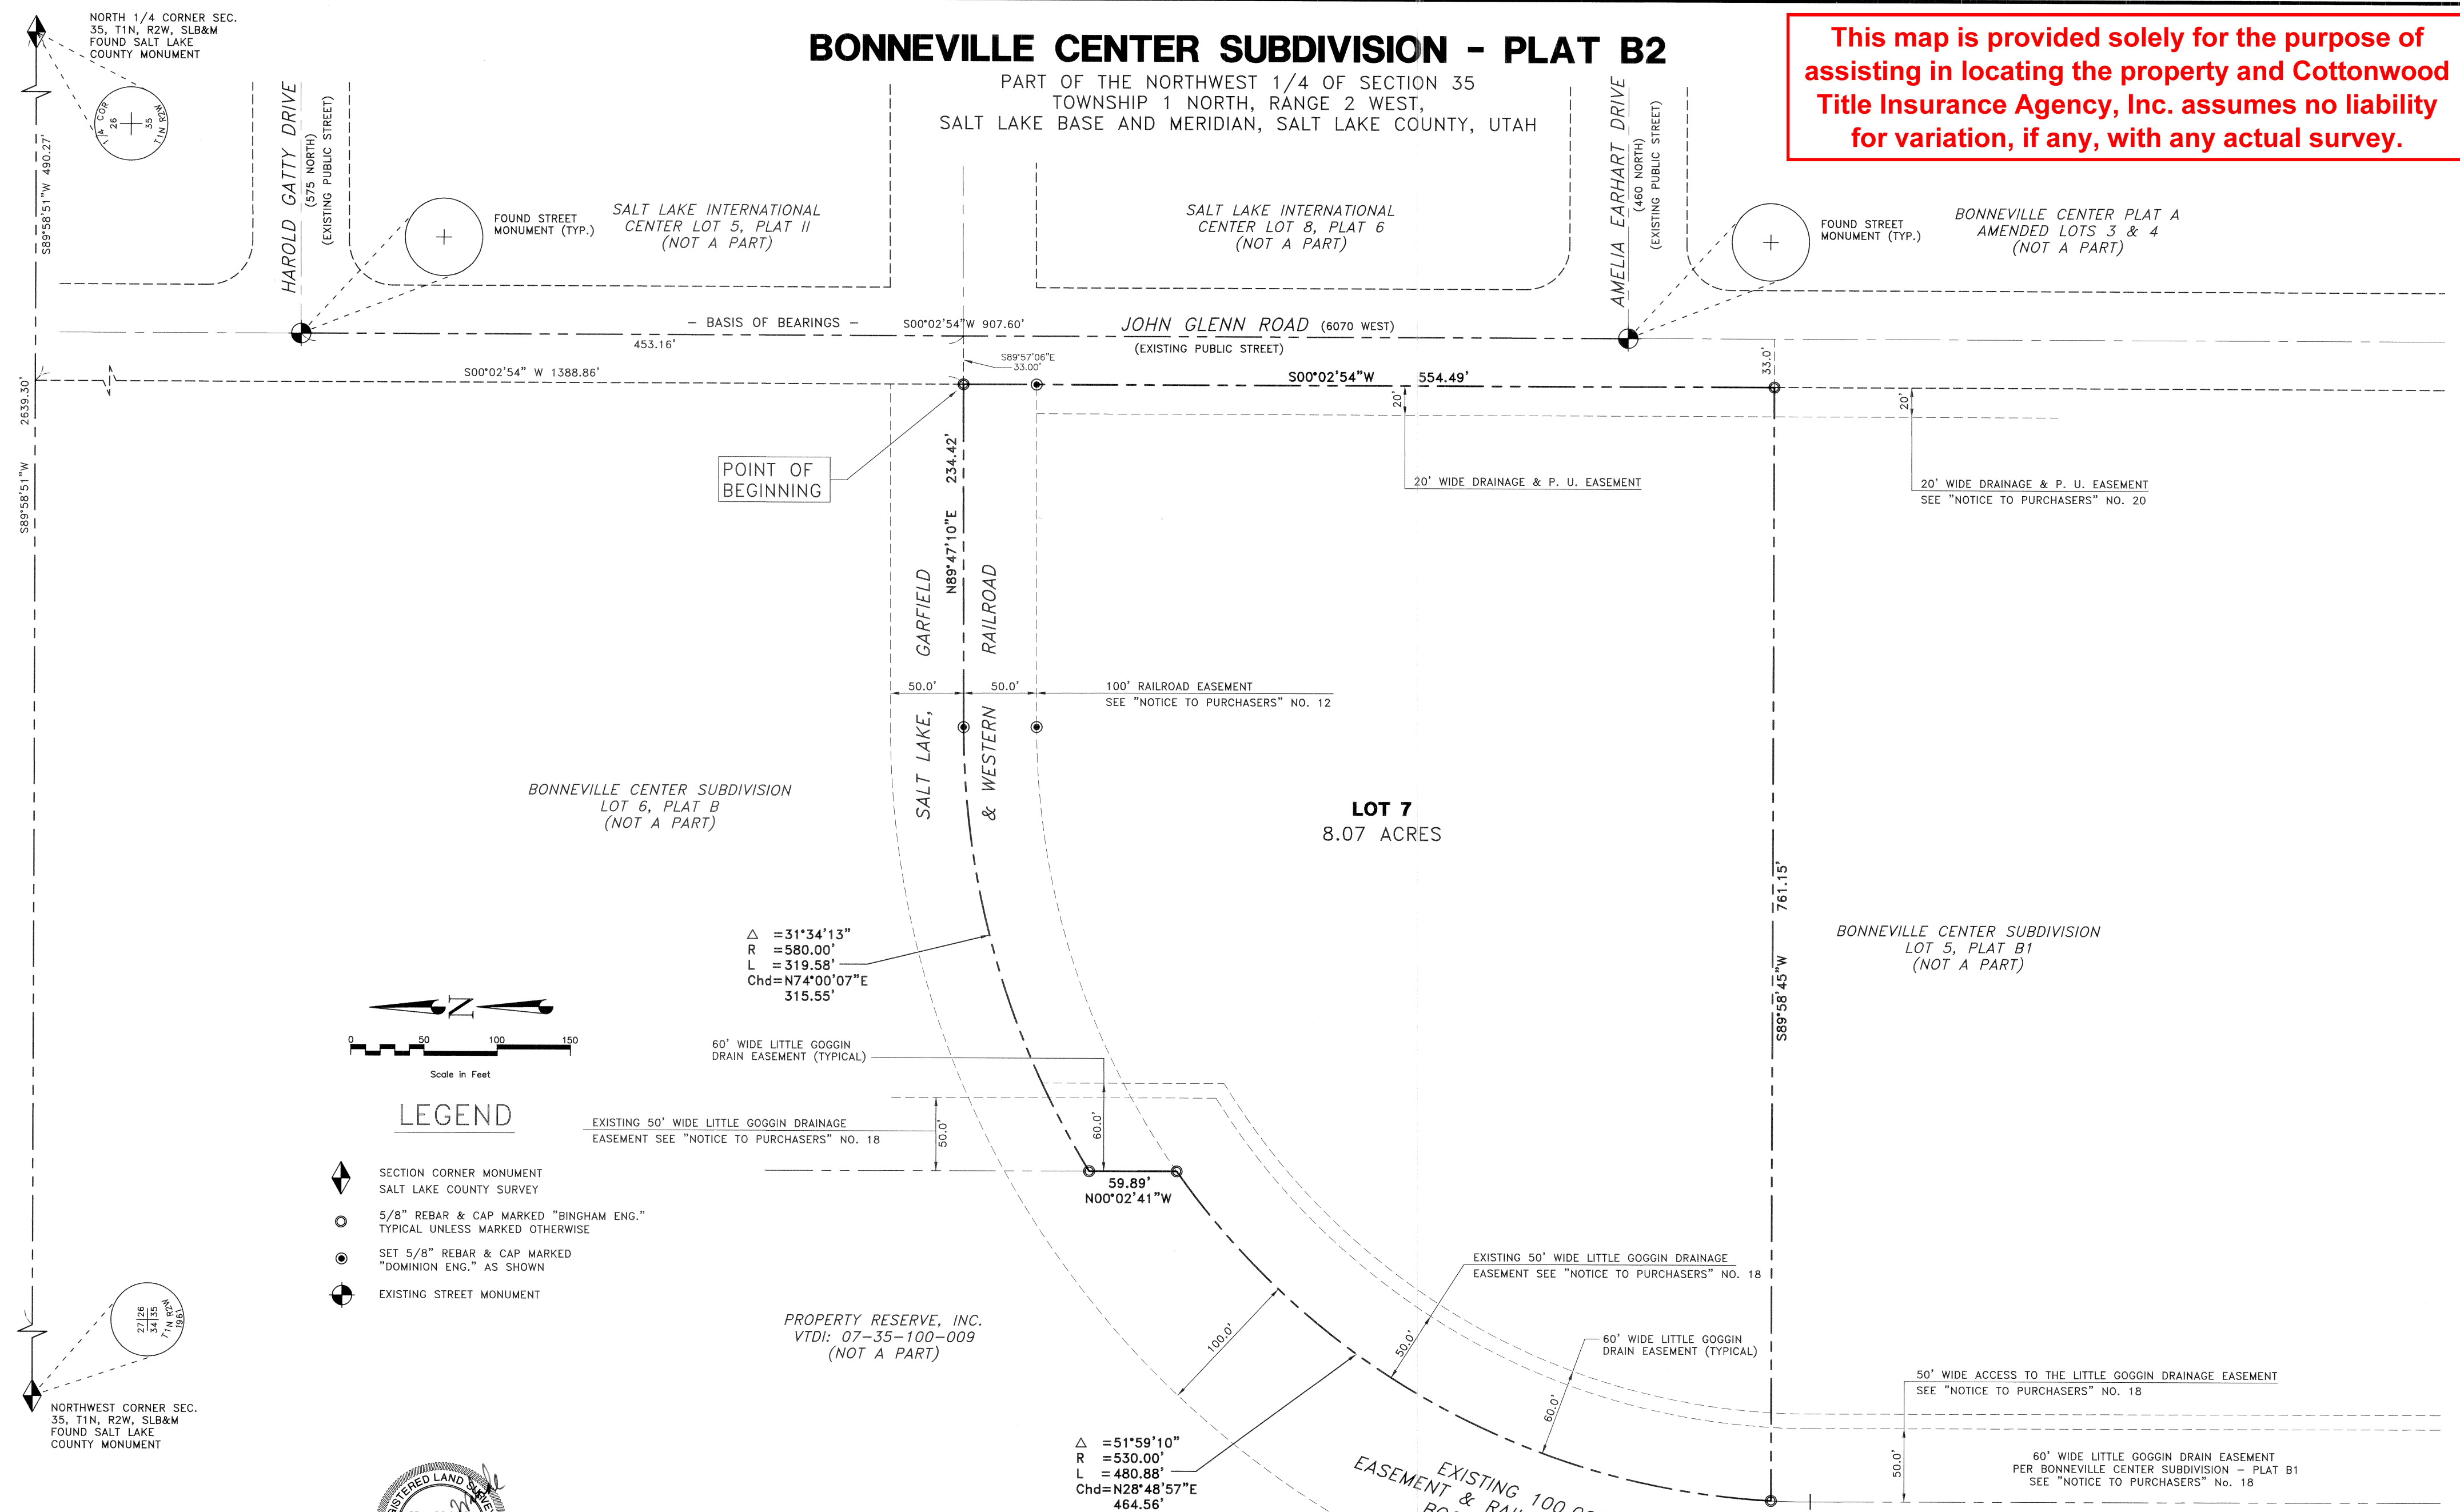 NORTH 1/4 CORNER SEC.
35, T1N, R2W, SLB&M
FOUND SALT LAKE
COUNTY MONUMENT
1/4 COR
26
35
T1N R2W
S89°58'51"W 490.27'
BONNEVILLE CENTER SUBDIVISION - PLAT B2
PART OF THE NORTHWEST 1/4 OF SECTION 35
TOWNSHIP 1 NORTH, RANGE 2 WEST,
SALT LAKE BASE AND MERIDIAN, SALT LAKE COUNTY, UTAH
This map is provided solely for the purpose of
assisting in locating the property and Cottonwood
Title Insurance Agency, Inc. assumes no liability
for variation, if any, with any actual survey.
HAROLD GATTY DRIVE
(575 NORTH)
(EXISTING PUBLIC STREET)
FOUND STREET
MONUMENT (TYP.)
SALT LAKE INTERNATIONAL
CENTER LOT 5, PLAT II
(NOT A PART)
SALT LAKE INTERNATIONAL
CENTER LOT 8, PLAT 6
(NOT A PART)
AMELIA EARHART DRIVE
(460 NORTH)
(EXISTING PUBLIC STREET)
FOUND STREET
MONUMENT (TYP.)
BONNEVILLE CENTER PLAT A
AMENDED LOTS 3 & 4
(NOT A PART)
- BASIS OF BEARINGS -
S00°02'54"W 907.60'
JOHN GLENN ROAD (6070 WEST)
(EXISTING PUBLIC STREET)
453.16'
S89°57'06"E
33.00'
33.0'
S00°02'54" W 1388.86'
S00°02'54"W 554.49'
20'
20'
S89°58'51"W 2639.30'
POINT OF
BEGINNING
N89°47'10"E 234.42'
20' WIDE DRAINAGE & P. U. EASEMENT
20' WIDE DRAINAGE & P. U. EASEMENT
SEE "NOTICE TO PURCHASERS" NO. 20
SALT LAKE, GARFIELD
& WESTERN RAILROAD
50.0'
50.0'
100' RAILROAD EASEMENT
SEE "NOTICE TO PURCHASERS" NO. 12
BONNEVILLE CENTER SUBDIVISION
LOT 6, PLAT B
(NOT A PART)
LOT 7
8.07 ACRES
S89°58'45"W 761.15'
BONNEVILLE CENTER SUBDIVISION
LOT 5, PLAT B1
(NOT A PART)
△ =31°34'13"
R =580.00'
L =319.58'
Chd=N74°00'07"E
315.55'
N
0 50 100 150
Scale in Feet
60' WIDE LITTLE GOGGIN
DRAIN EASEMENT (TYPICAL)
LEGEND
EXISTING 50' WIDE LITTLE GOGGIN DRAINAGE
EASEMENT SEE "NOTICE TO PURCHASERS" NO. 18
50.0'
60.0'
SECTION CORNER MONUMENT
SALT LAKE COUNTY SURVEY
5/8" REBAR & CAP MARKED "BINGHAM ENG."
TYPICAL UNLESS MARKED OTHERWISE
SET 5/8" REBAR & CAP MARKED
"DOMINION ENG." AS SHOWN
EXISTING STREET MONUMENT
59.89'
N00°02'41"W
27|26
34|35
T1N R2W
1961
PROPERTY RESERVE, INC.
VTDI: 07-35-100-009
(NOT A PART)
100.0'
EXISTING 50' WIDE LITTLE GOGGIN DRAINAGE
EASEMENT SEE "NOTICE TO PURCHASERS" NO. 18
50.0'
60' WIDE LITTLE GOGGIN
DRAIN EASEMENT (TYPICAL)
60.0'
50' WIDE ACCESS TO THE LITTLE GOGGIN DRAINAGE EASEMENT
SEE "NOTICE TO PURCHASERS" NO. 18
NORTHWEST CORNER SEC.
35, T1N, R2W, SLB&M
FOUND SALT LAKE
COUNTY MONUMENT
△ =51°59'10"
R =530.00'
L =480.88'
Chd=N28°48'57"E
464.56'
50.0'
60' WIDE LITTLE GOGGIN DRAIN EASEMENT
PER BONNEVILLE CENTER SUBDIVISION - PLAT B1
SEE "NOTICE TO PURCHASERS" No. 18
EXISTING 100
EASEMENT &
LAND